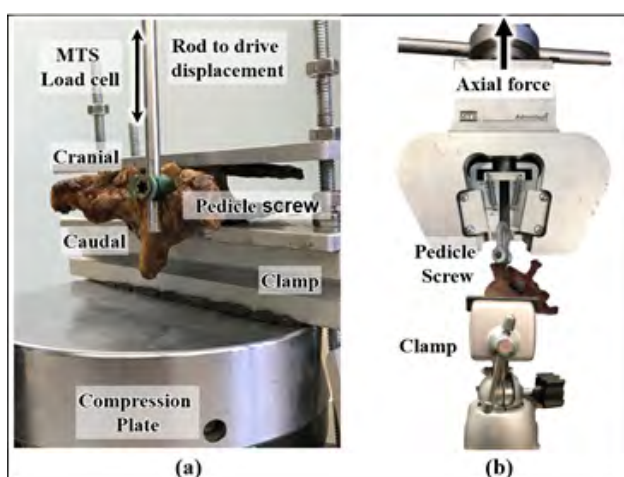 MTS
Load cell
Rod to drive
displacement
Cranial
Pedicle screw
Caudal
Clamp
Compression
Plate
(a)
Axial force
MTS
Pedicle
Screw
Clamp
(b)